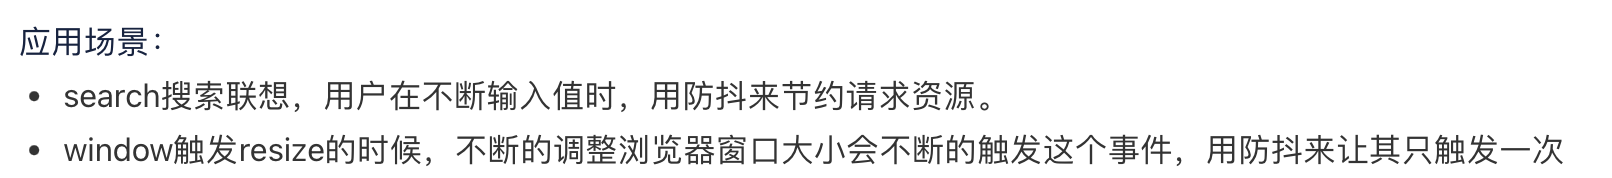 应用场景：
• search搜索联想，用户在不断输入值时，用防抖来节约请求资源。
• window触发resize的时候，不断的调整浏览器窗口大小会不断的触发这个事件，用防抖来让其只触发一次